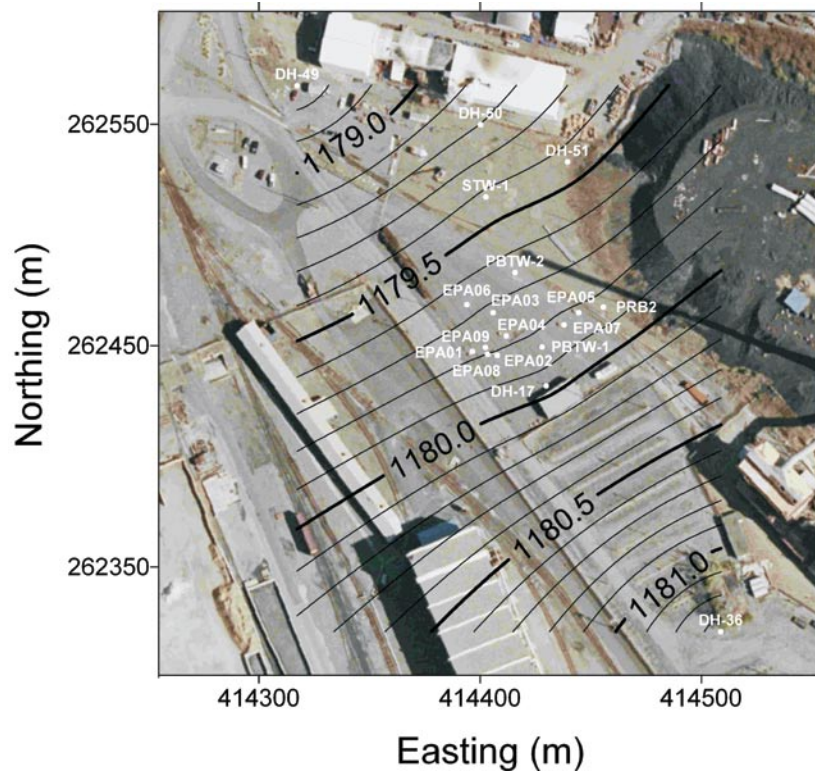 DH-49
262550
1179.0
DH-50
DH-51
STW-1
1179.5
PBTW-2
EPA06
EPA03
EPA05
PRB2
EPA04
EPA07
262450
EPA09
PBTW-1
EPA01
EPA02
EPA08
DH-17
1180.0
1180.5
262350
1181.0
DH-36
414300
414400
414500
Northing (m)
Easting (m)